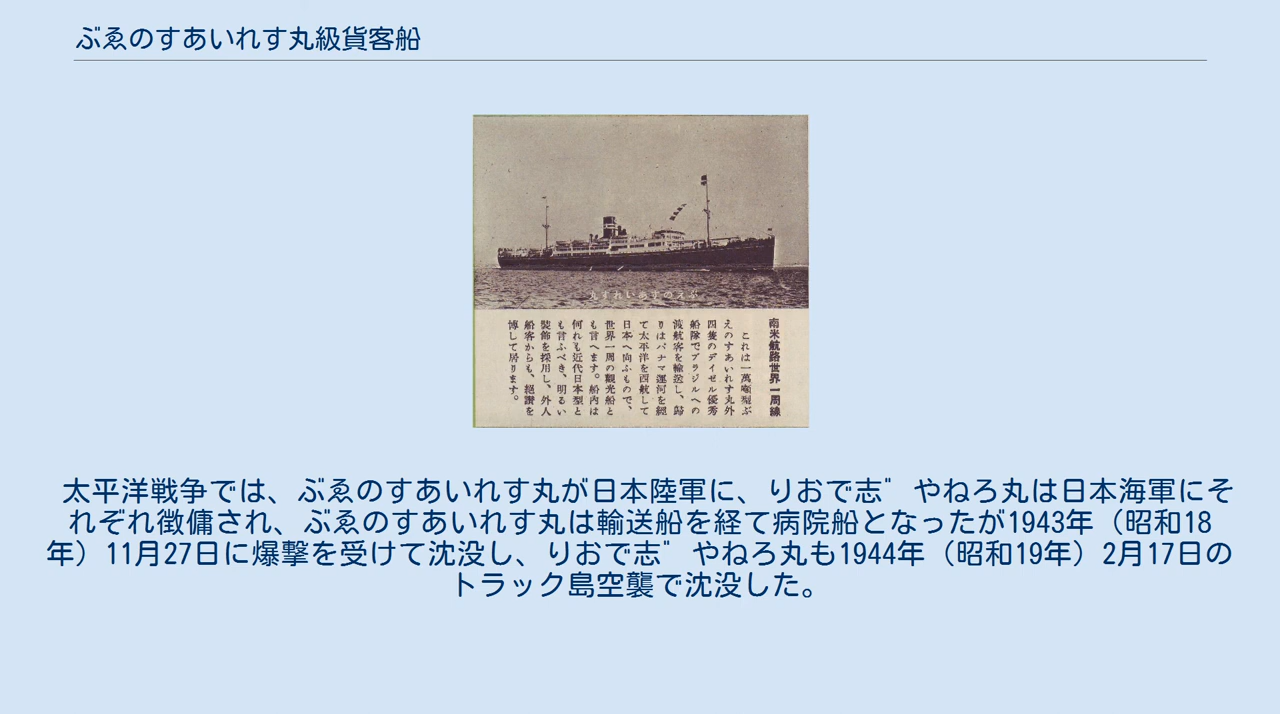 ぶゑのすあいれす丸級貨客船
丸すれいあすのえぶ
南米航路世界一周線
これは一萬噸型ぶ
えのすあいれす丸外
四隻のデイゼル優秀
船隊でブラジルへの
渡航客を輸送し、歸
りはパナマ運河を經
て太平洋を西航して
日本へ向ふもので、
世界一周の觀光船と
も言へます。船内は
何れも近代日本型と
も言ふべき、明るい
裝飾を採用し、外人
船客からも、絕讚を
博して居ります。
太平洋戦争では、ぶゑのすあいれす丸が日本陸軍に、りおで志゛やねろ丸は日本海軍にそ
れぞれ徴傭され、ぶゑのすあいれす丸は輸送船を経て病院船となったが1943年（昭和18
年）11月27日に爆撃を受けて沈没し、りおで志゛やねろ丸も1944年（昭和19年）2月17日の
トラック島空襲で沈没した。